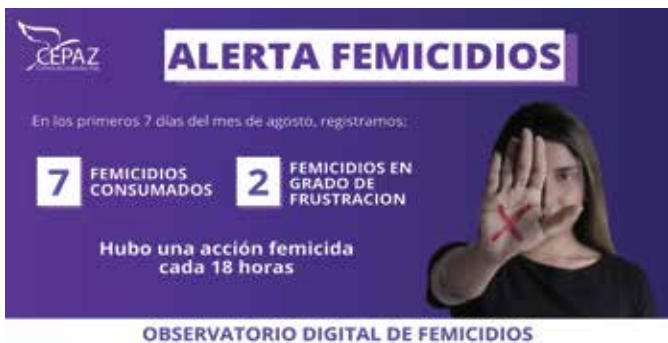 CEPAZ
ALERTA FEMICIDIOS
En los primeros 7 días del mes de agosto, registramos:
7 FEMICIDIOS
CONSUMADOS
2 FEMICIDIOS EN
GRADO DE
FRUSTRACION
Hubo una acción femicida
cada 18 horas
OBSERVATORIO DIGITAL DE FEMICIDIOS